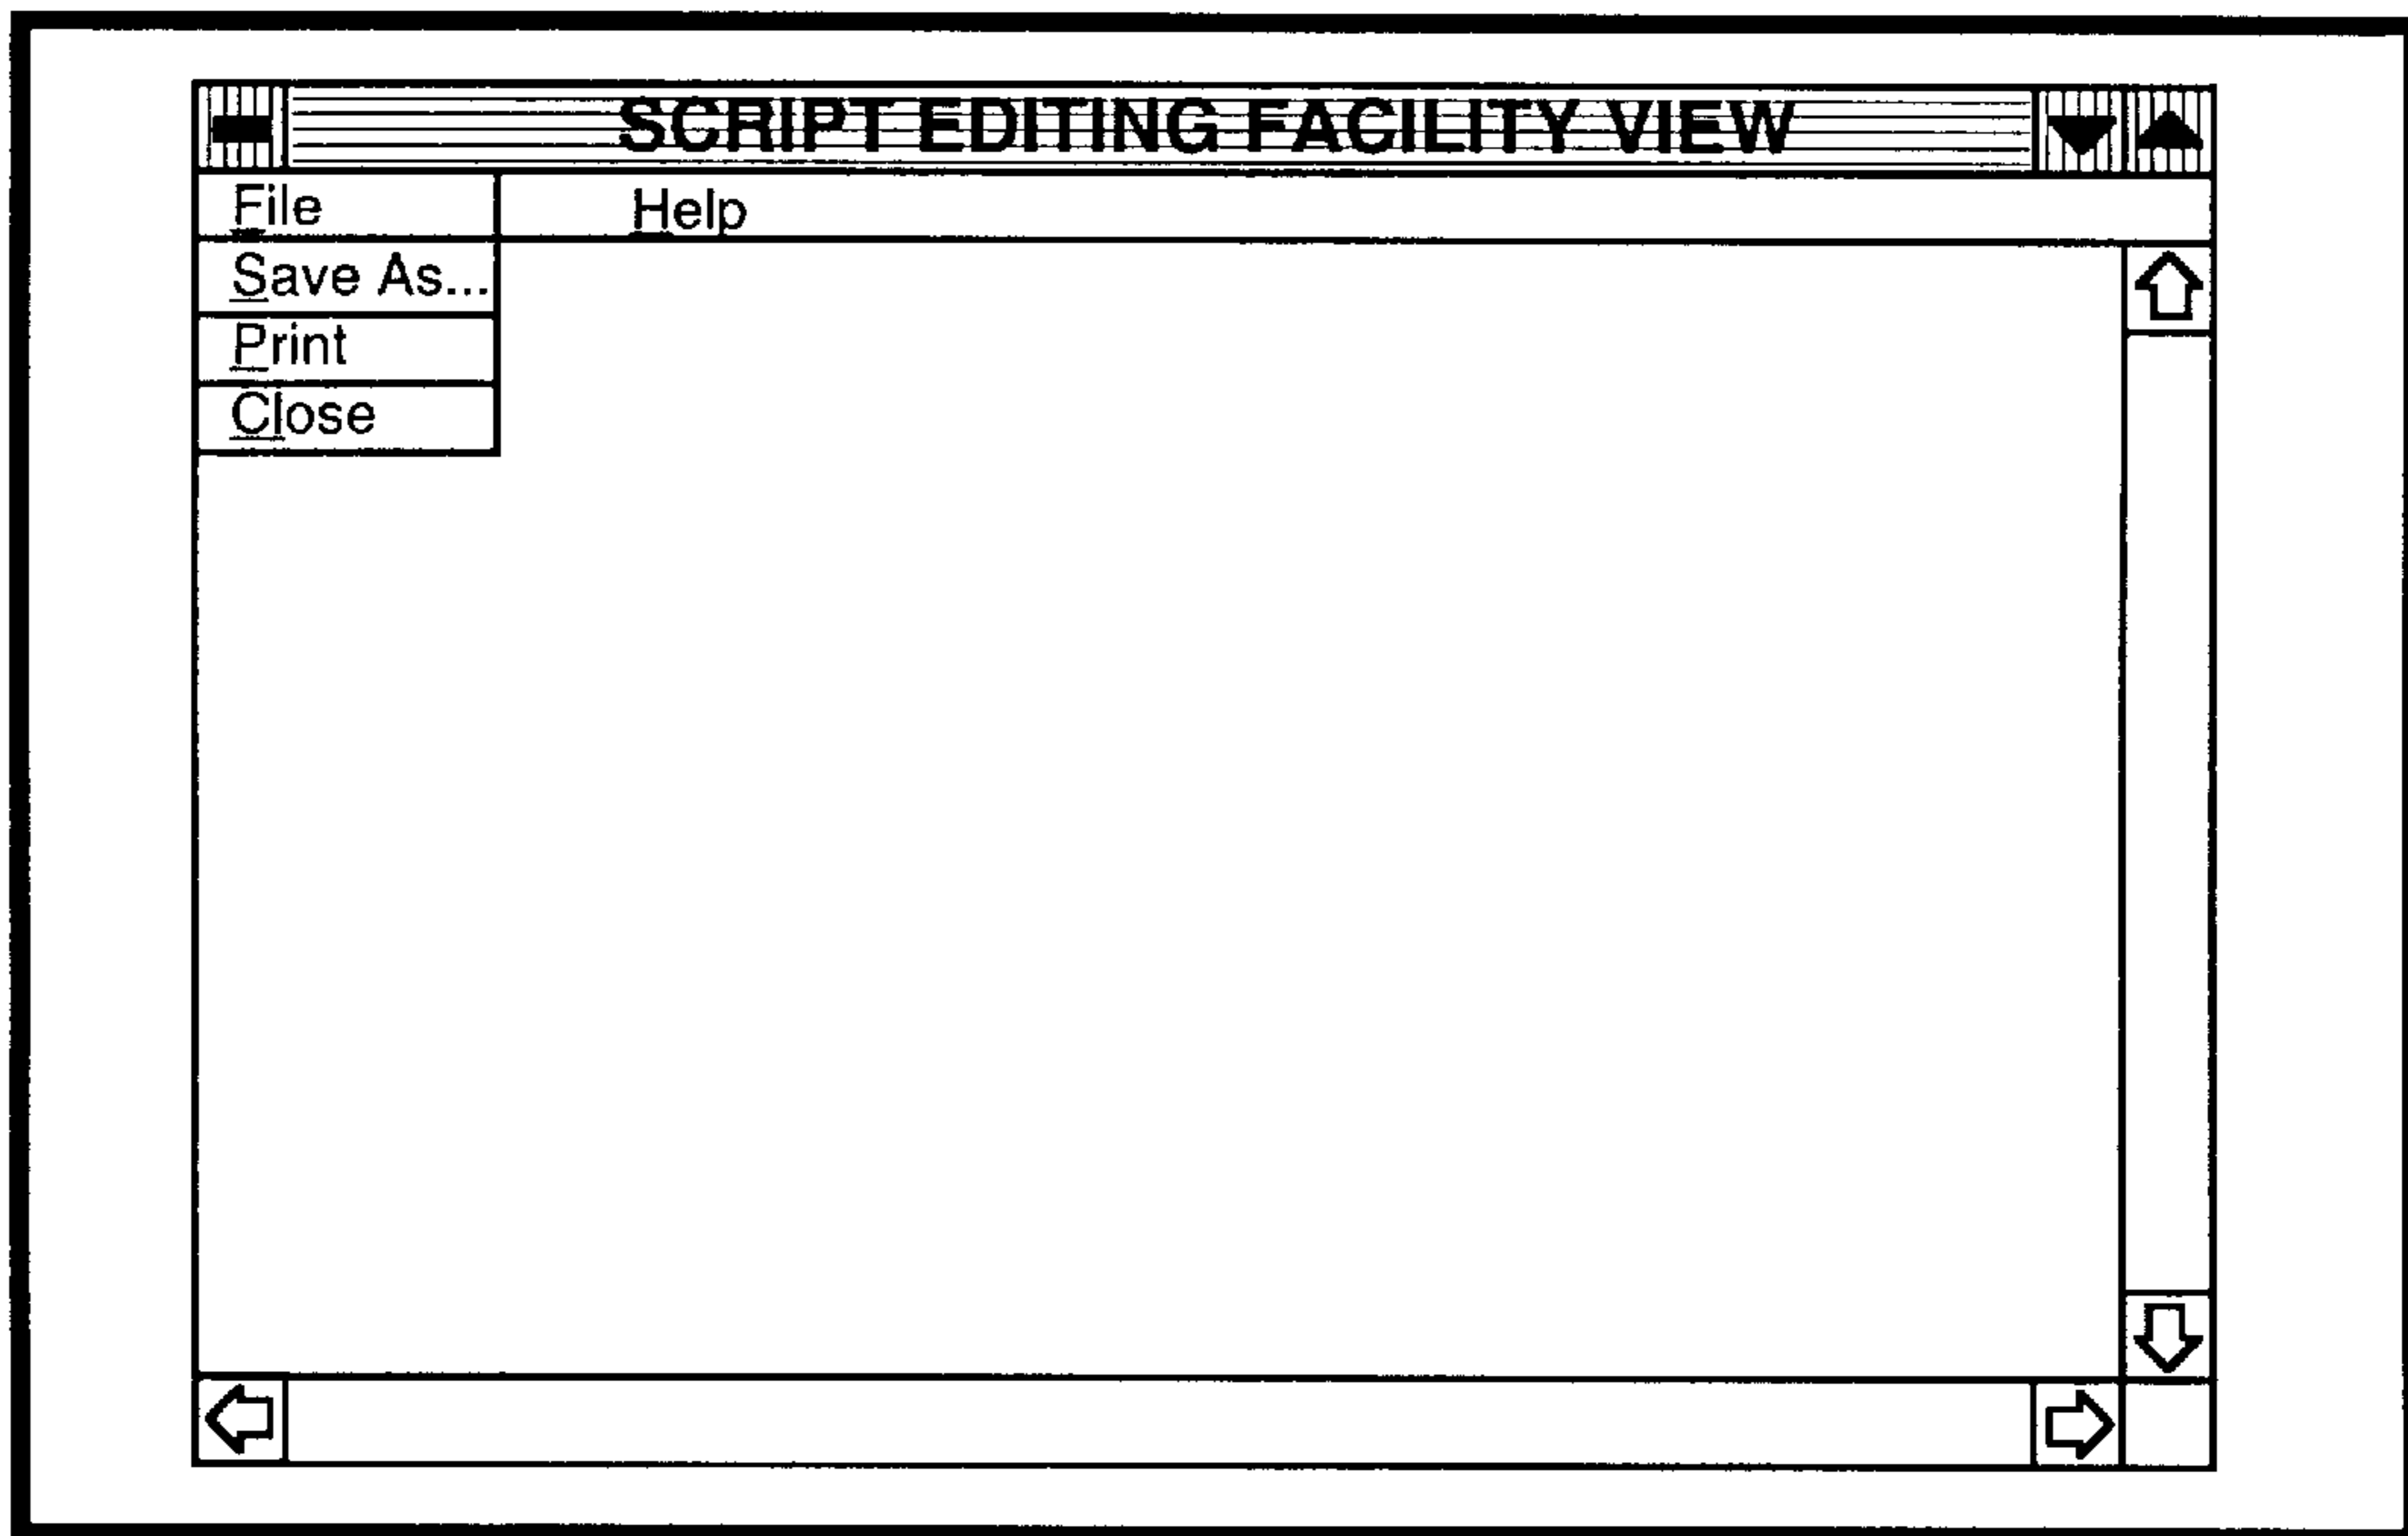 SCRIPT EDITING FACILITY VIEW
File Help
Save As...
Print
Close